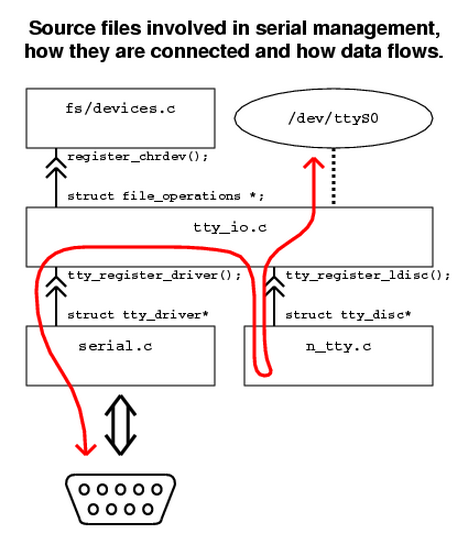 Source files involved in serial management,
how they are connected and how data flows.
fs/devices.c
/dev/ttyS0
register_chrdev();
struct file_operations *;
tty_io.c
tty_register_driver();
tty_register_ldisc();
struct tty_driver*
struct tty_disc*
serial.c
n_tty.c